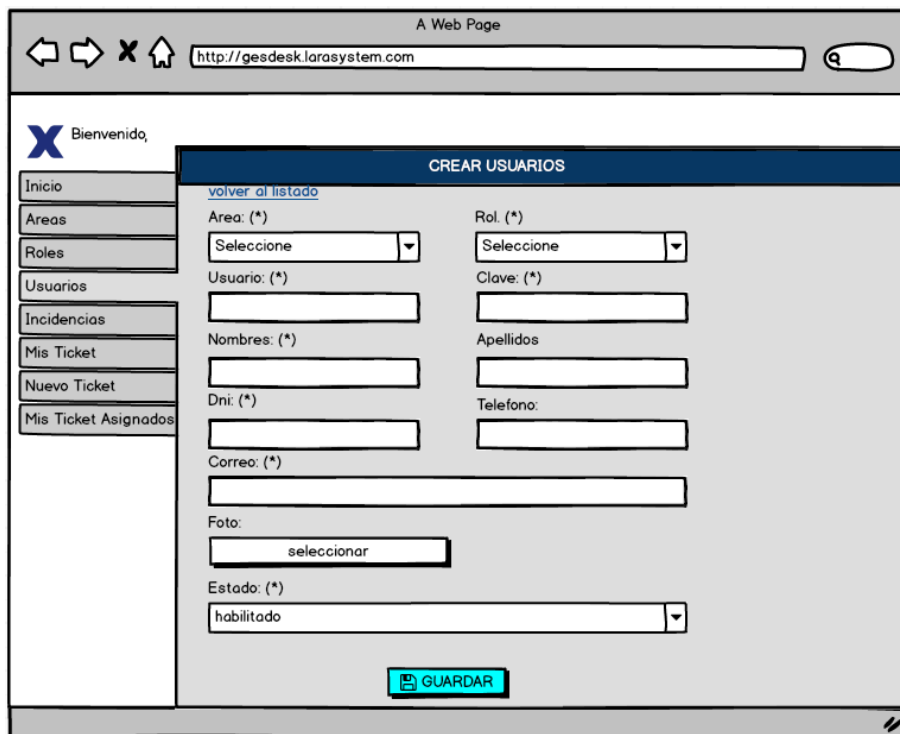 A Web Page
http://gesdesk.larasystem.com
X Bienvenido,
CREAR USUARIOS
Inicio
Areas
Roles
Usuarios
Incidencias
Mis Ticket
Nuevo Ticket
Mis Ticket Asignados
volver al listado
Area: (*) Rol. (*)
Seleccione Seleccione
Usuario: (*) Clave: (*)
Nombres: (*) Apellidos
Dni: (*) Telefono:
Correo: (*)
Foto:
seleccionar
Estado: (*)
habilitado
GUARDAR